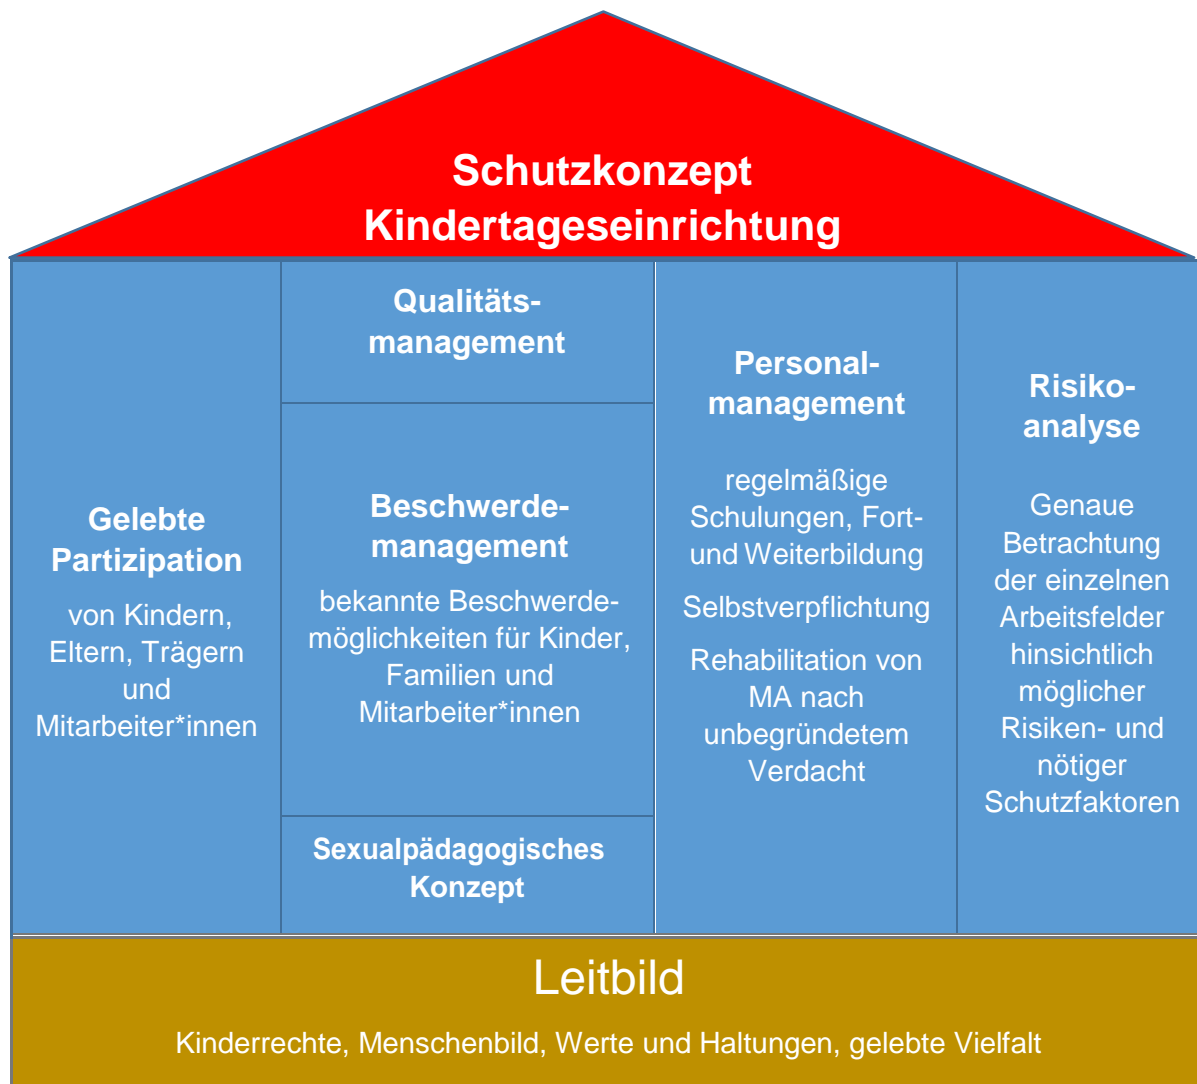 Schutzkonzept
Kindertageseinrichtung
Gelebte
Partizipation
von Kindern,
Eltern, Trägern
und
Mitarbeiter*innen
Qualitäts-
management
Beschwerde-
management
bekannte Beschwerde-
möglichkeiten für Kinder,
Familien und
Mitarbeiter*innen
Sexualpädagogisches
Konzept
Personal-
management
regelmäßige
Schulungen, Fort-
und Weiterbildung
Selbstverpflichtung
Rehabilitation von
MA nach
unbegründetem
Verdacht
Risiko-
analyse
Genaue
Betrachtung
der einzelnen
Arbeitsfelder
hinsichtlich
möglicher
Risiken- und
nötiger
Schutzfaktoren
Leitbild
Kinderrechte, Menschenbild, Werte und Haltungen, gelebte Vielfalt